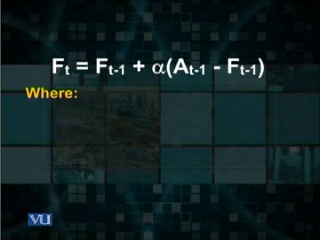 Fₜ = Fₜ₋₁ + α(Aₜ₋₁ - Fₜ₋₁)
Where:
VU